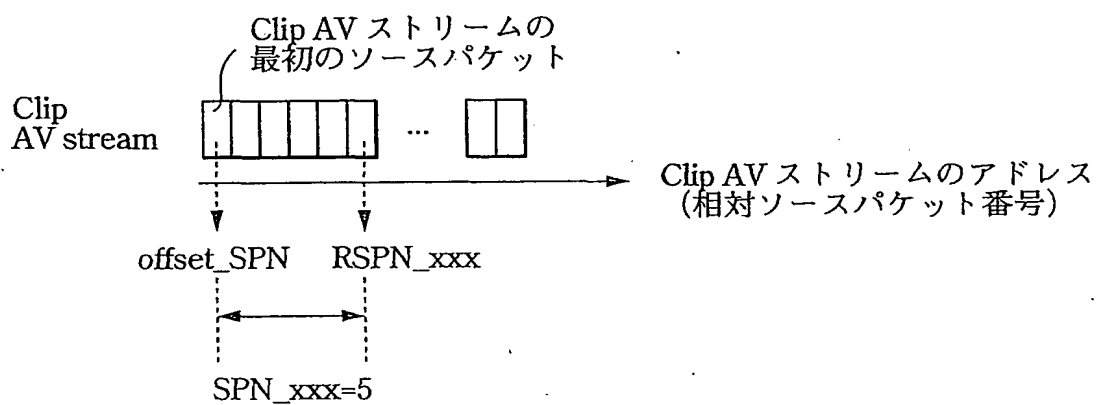 Clip AV ストリームの
最初のソースパケット
Clip
AV stream
...
Clip AV ストリームのアドレス
(相対ソースパケット番号)
offset_SPN RSPN_xxx
SPN_xxx=5